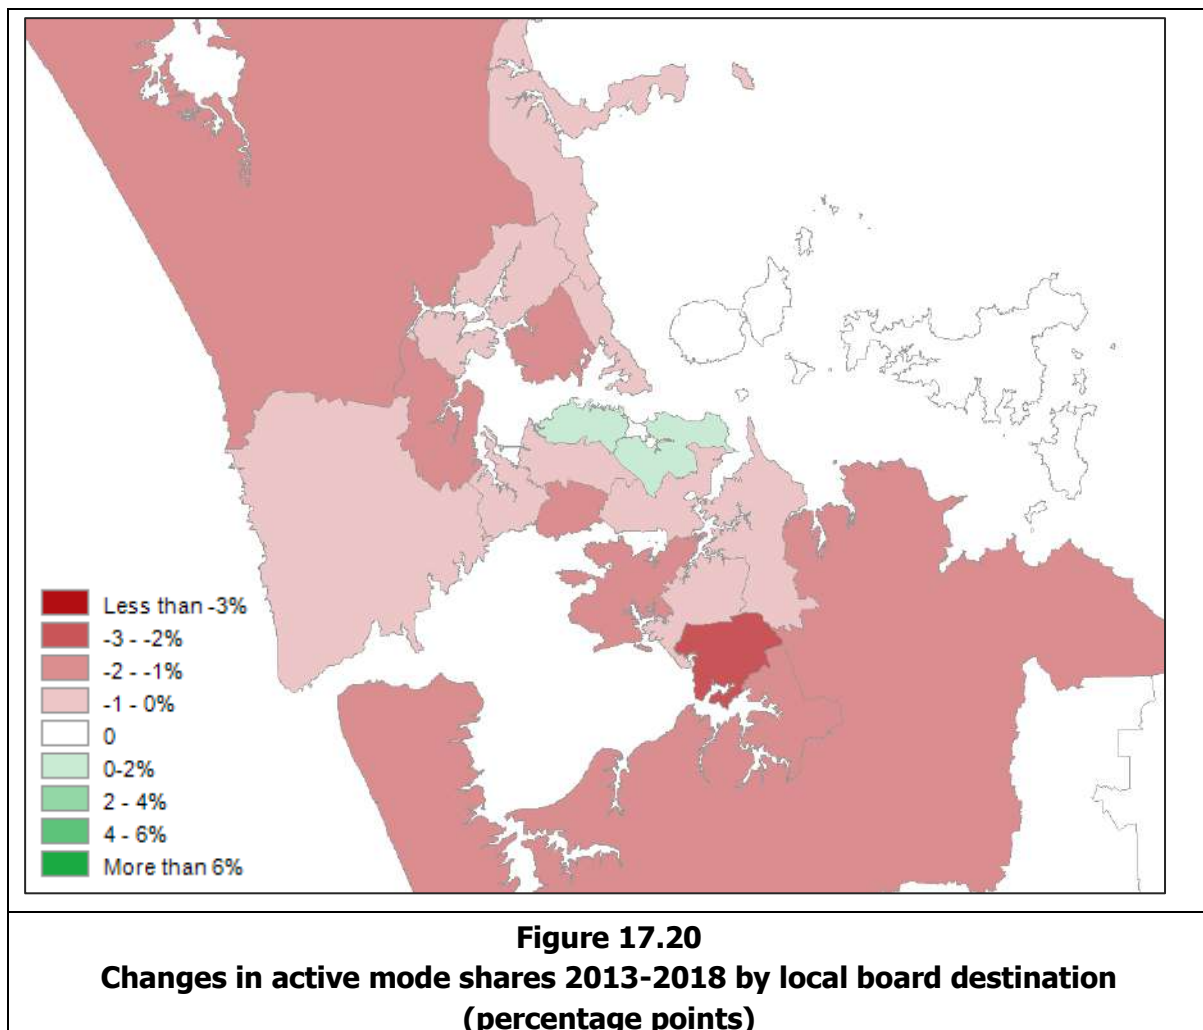 Less than -3%
-3 - -2%
-2 - -1%
-1 - 0%
0
0-2%
2 - 4%
4 - 6%
More than 6%
Figure 17.20
Changes in active mode shares 2013-2018 by local board destination
(percentage points)